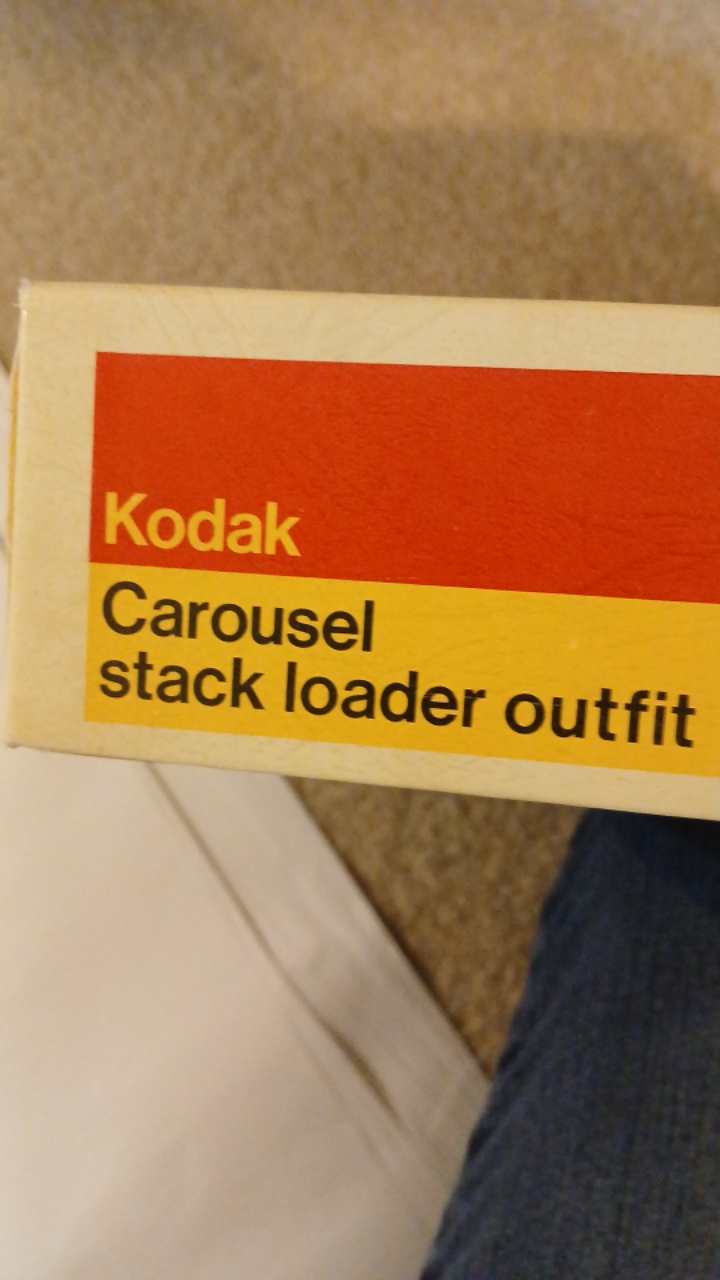 Kodak
Carousel
stack loader outfit